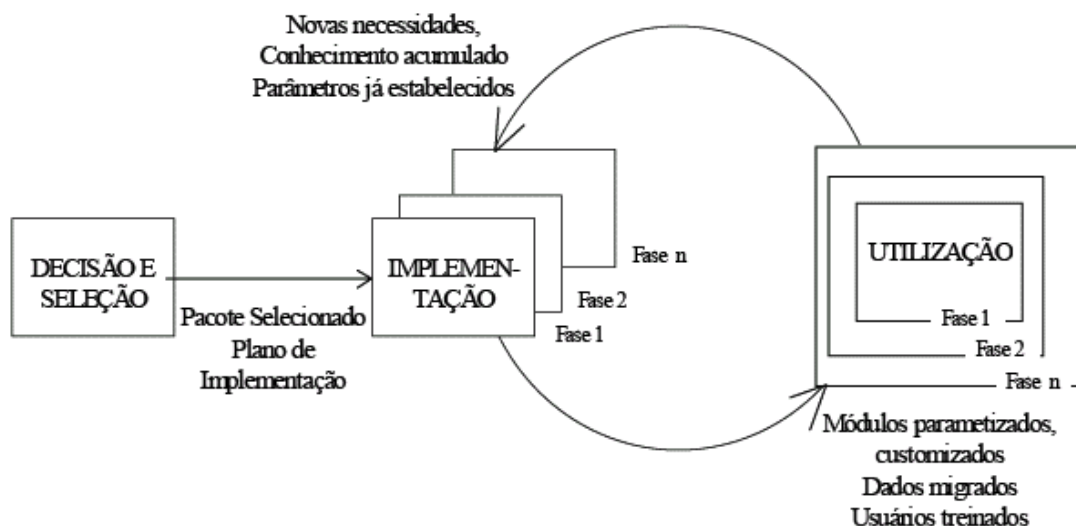 Novas necessidades,
Conhecimento acumulado
Parâmetros já estabelecidos
DECISÃO E
SELEÇÃO
Pacote Selecionado
Plano de
Implementação
IMPLEMEN-
TAÇÃO
Fase 1
Fase 2
Fase n
UTILIZAÇÃO
Fase 1
Fase 2
Fase n
Módulos parametizados,
customizados
Dados migrados
Usuários treinados